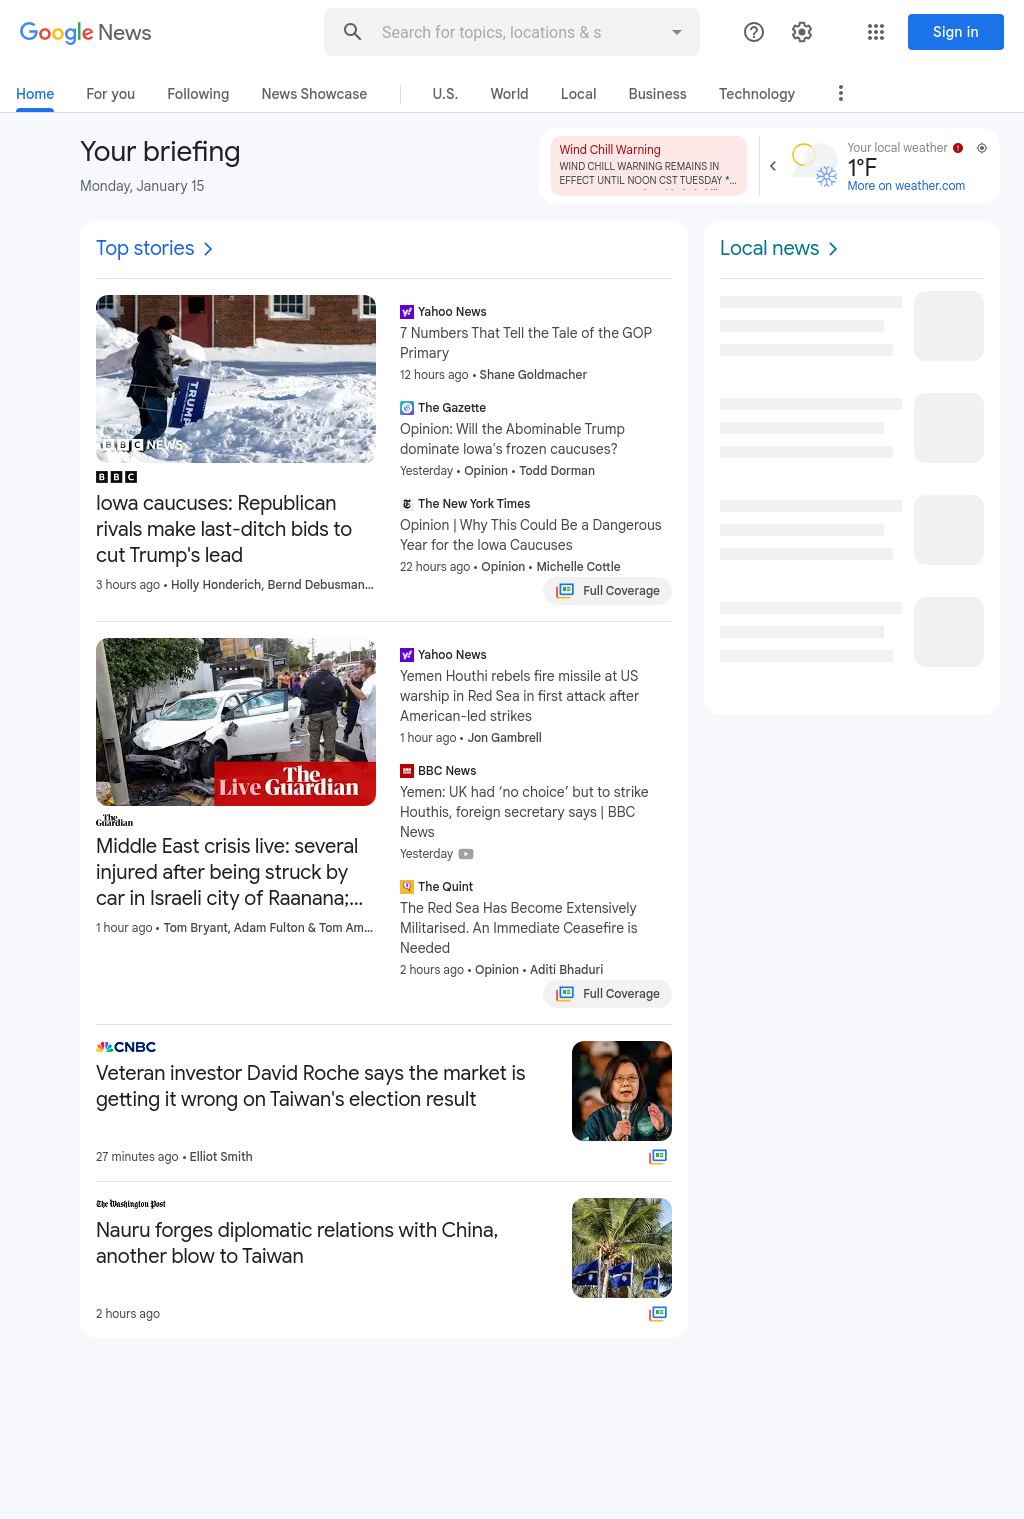 Google News
Search for topics, locations & s
Sign in
Home
For you
Following
News Showcase
U.S.
World
Local
Business
Technology
Your briefing
Monday, January 15
Wind Chill Warning
WIND CHILL WARNING REMAINS IN
EFFECT UNTIL NOON CST TUESDAY *...
Your local weather
1°F
More on weather.com
Top stories
TRUMP
BBC NEWS
BBC
Iowa caucuses: Republican
rivals make last-ditch bids to
cut Trump's lead
3 hours ago • Holly Honderich, Bernd Debusman...
Yahoo News
7 Numbers That Tell the Tale of the GOP
Primary
12 hours ago • Shane Goldmacher
The Gazette
Opinion: Will the Abominable Trump
dominate Iowa's frozen caucuses?
Yesterday • Opinion • Todd Dorman
The New York Times
Opinion | Why This Could Be a Dangerous
Year for the Iowa Caucuses
22 hours ago • Opinion • Michelle Cottle
Full Coverage
Live The Guardian
The Guardian
Middle East crisis live: several
injured after being struck by
car in Israeli city of Raanana;...
1 hour ago • Tom Bryant, Adam Fulton & Tom Am...
Yahoo News
Yemen Houthi rebels fire missile at US
warship in Red Sea in first attack after
American-led strikes
1 hour ago • Jon Gambrell
BBC News
Yemen: UK had ‘no choice’ but to strike
Houthis, foreign secretary says | BBC
News
Yesterday
The Quint
The Red Sea Has Become Extensively
Militarised. An Immediate Ceasefire is
Needed
2 hours ago • Opinion • Aditi Bhaduri
Full Coverage
CNBC
Veteran investor David Roche says the market is
getting it wrong on Taiwan's election result
27 minutes ago • Elliot Smith
The Washington Post
Nauru forges diplomatic relations with China,
another blow to Taiwan
2 hours ago
Local news